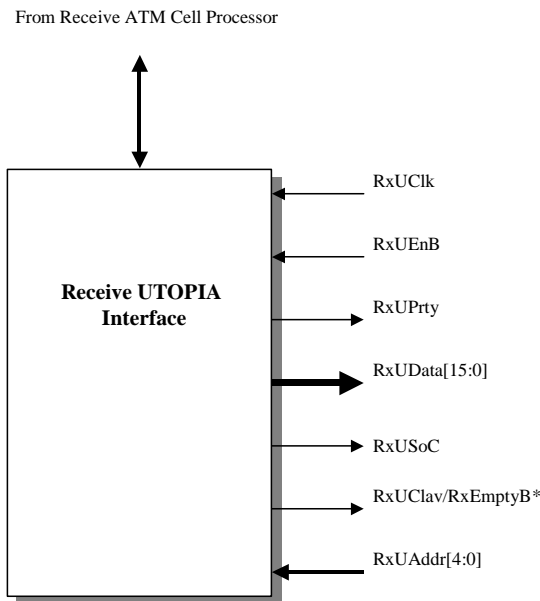 From Receive ATM Cell Processor
RxUClk
RxUEnB
Receive UTOPIA
Interface
RxUPrty
RxUData[15:0]
RxUSoC
RxUClav/RxEmptyB*
RxUAddr[4:0]